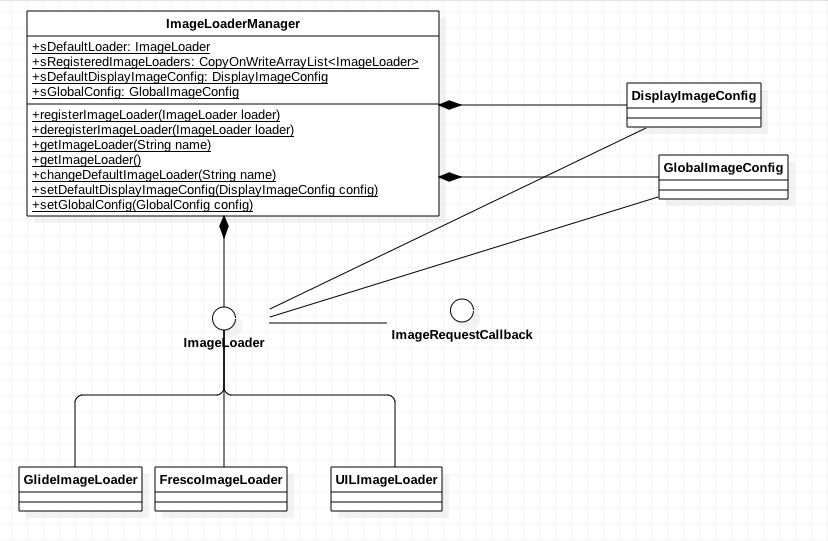 ImageLoaderManager
+sDefaultLoader: ImageLoader
+sRegisteredImageLoaders: CopyOnWriteArrayList<ImageLoader>
+sDefaultDisplayImageConfig: DisplayImageConfig
+sGlobalConfig: GlobalImageConfig
+registerImageLoader(ImageLoader loader)
+deregisterImageLoader(ImageLoader loader)
+getImageLoader(String name)
+getImageLoader()
+changeDefaultImageLoader(String name)
+setDefaultDisplayImageConfig(DisplayImageConfig config)
+setGlobalConfig(GlobalConfig config)
DisplayImageConfig
GlobalImageConfig
ImageLoader
ImageRequestCallback
GlideImageLoader
FrescoImageLoader
UILImageLoader